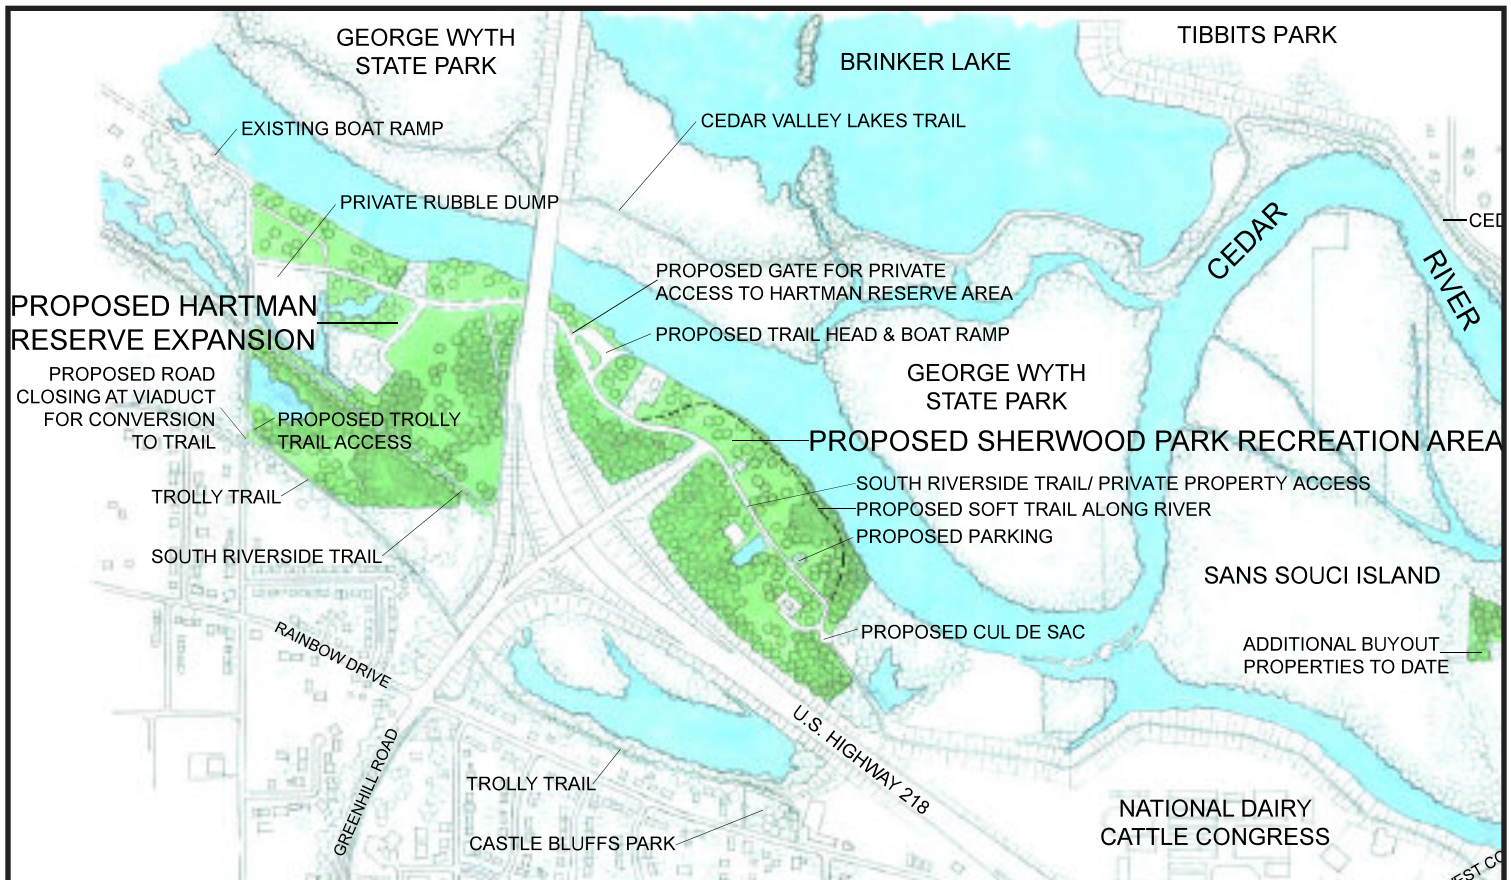 GEORGE WYTH
STATE PARK
BRINKER LAKE
TIBBITS PARK
EXISTING BOAT RAMP
CEDAR VALLEY LAKES TRAIL
PRIVATE RUBBLE DUMP
CED
CEDAR
RIVER
PROPOSED GATE FOR PRIVATE
ACCESS TO HARTMAN RESERVE AREA
PROPOSED HARTMAN
RESERVE EXPANSION
PROPOSED TRAIL HEAD & BOAT RAMP
PROPOSED ROAD
CLOSING AT VIADUCT
FOR CONVERSION
TO TRAIL
GEORGE WYTH
STATE PARK
PROPOSED TROLLY
TRAIL ACCESS
PROPOSED SHERWOOD PARK RECREATION AREA
TROLLY TRAIL
SOUTH RIVERSIDE TRAIL/ PRIVATE PROPERTY ACCESS
PROPOSED SOFT TRAIL ALONG RIVER
PROPOSED PARKING
SOUTH RIVERSIDE TRAIL
SANS SOUCI ISLAND
RAINBOW DRIVE
PROPOSED CUL DE SAC
ADDITIONAL BUYOUT
PROPERTIES TO DATE
U.S. HIGHWAY 218
GREENHILL ROAD
TROLLY TRAIL
NATIONAL DAIRY
CATTLE CONGRESS
CASTLE BLUFFS PARK